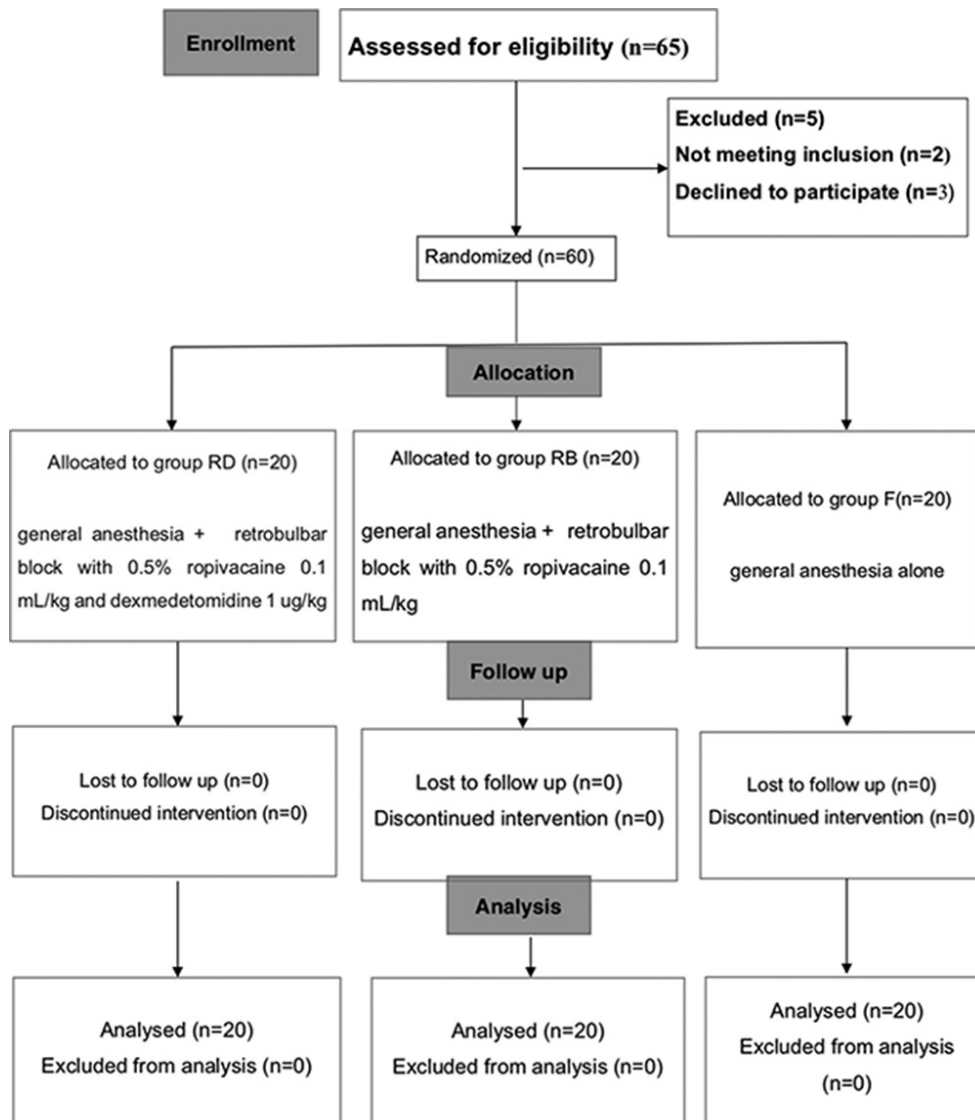 Enrollment
Assessed for eligibility (n=65)
Excluded (n=5)
Not meeting inclusion (n=2)
Declined to participate (n=3)
Randomized (n=60)
Allocation
Allocated to group RD (n=20)
general anesthesia + retrobulbar
block with 0.5% ropivacaine 0.1
mL/kg and dexmedetomidine 1 ug/kg
Allocated to group RB (n=20)
general anesthesia + retrobulbar
block with 0.5% ropivacaine 0.1
mL/kg
Allocated to group F(n=20)
general anesthesia alone
Follow up
Lost to follow up (n=0)
Discontinued intervention (n=0)
Lost to follow up (n=0)
Discontinued intervention (n=0)
Lost to follow up (n=0)
Discontinued intervention (n=0)
Analysis
Analysed (n=20)
Excluded from analysis (n=0)
Analysed (n=20)
Excluded from analysis (n=0)
Analysed (n=20)
Excluded from analysis
(n=0)